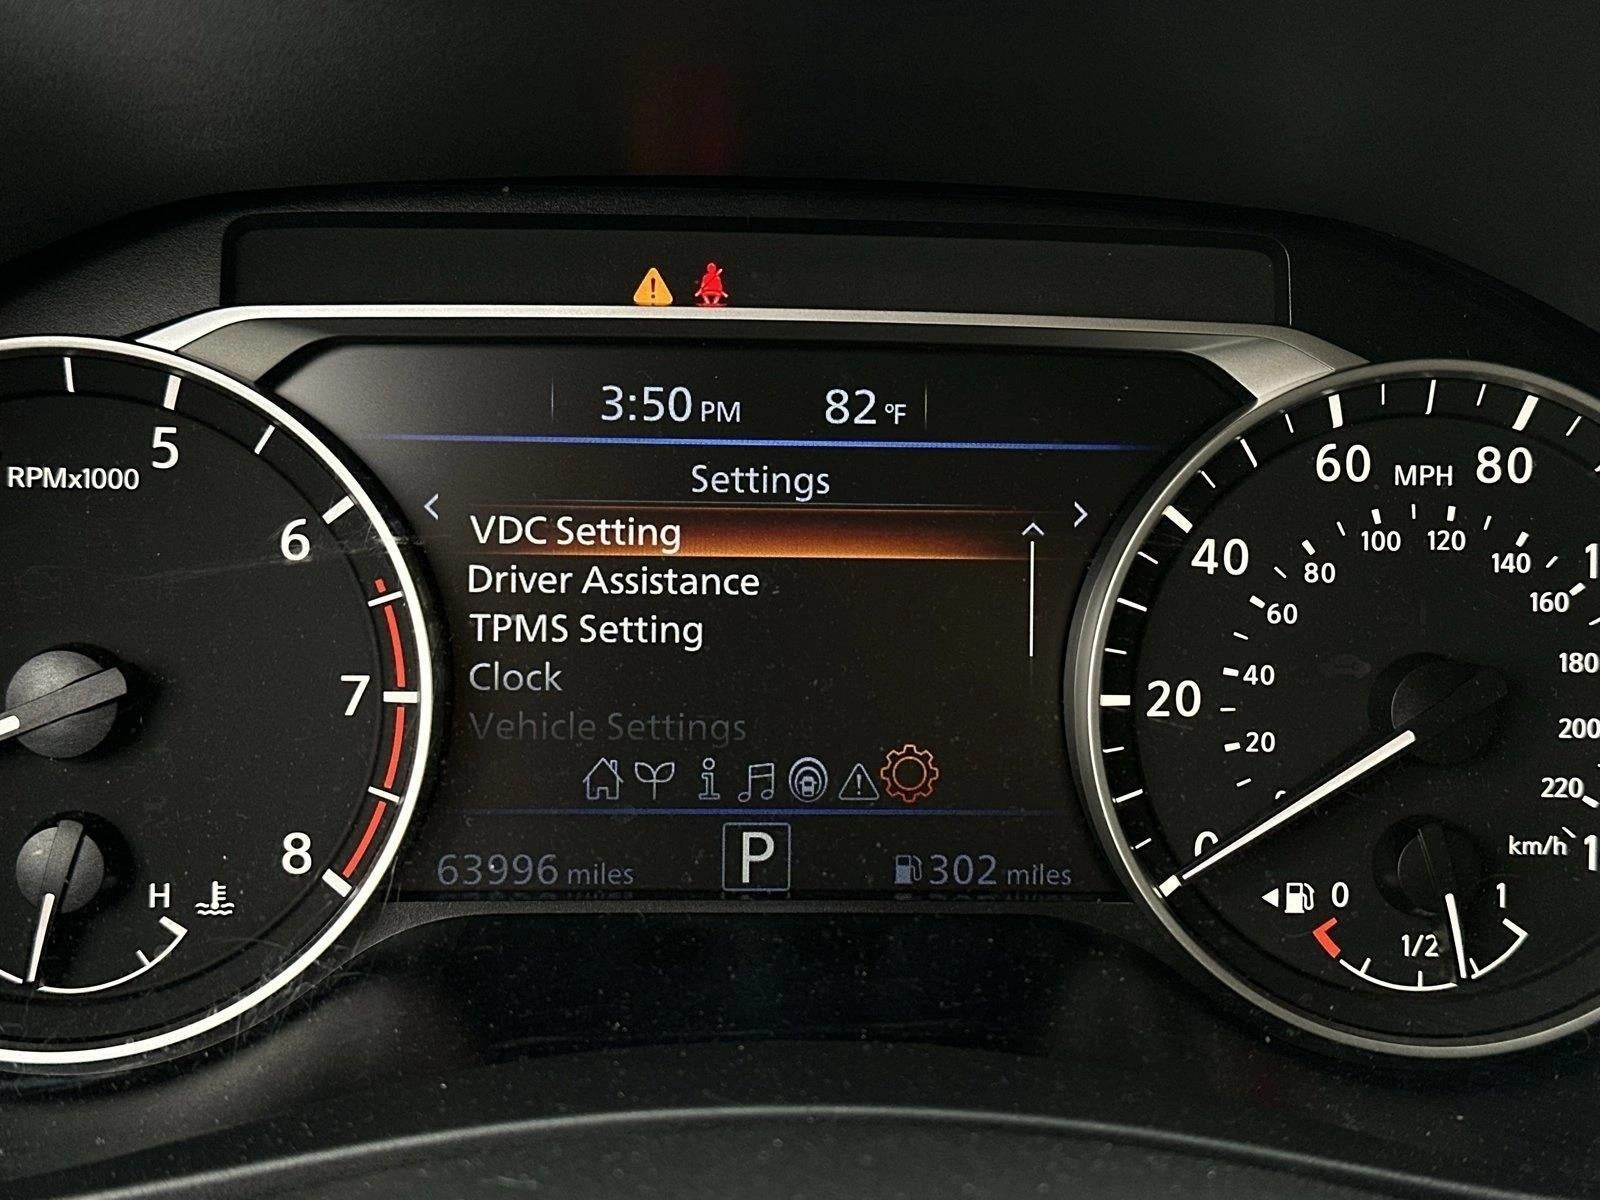 3:50 PM 82 °F
Settings
VDC Setting
Driver Assistance
TPMS Setting
Clock
Vehicle Settings
63996 miles P 302 miles
RPMx1000
5
6
7
8
H
60 MPH 80
40
20
0
100 120
80 140
60 160
40 180
20 200
220
km/h
0 1/2 1